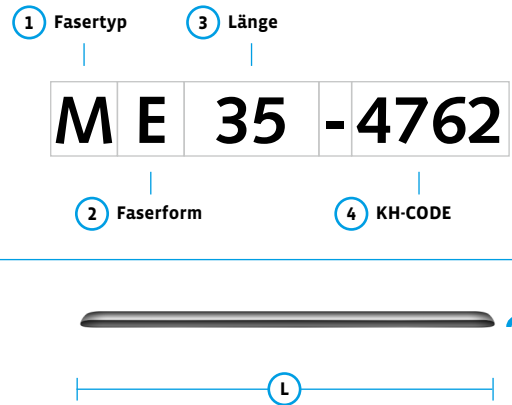 1 Fasertyp 3 Länge
M E 35 - 4762
2 Faserform 4 KH-CODE
L